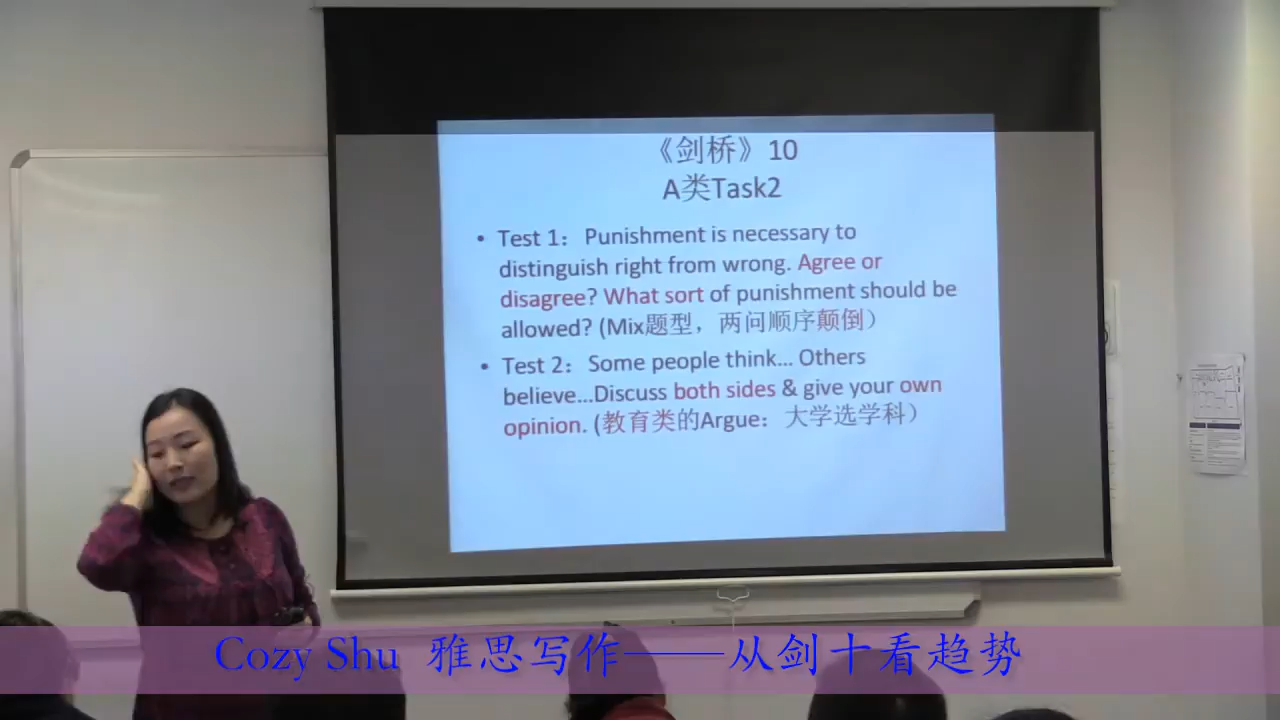 《剑桥》10
A类Task2
• Test 1：Punishment is necessary to
distinguish right from wrong. Agree or
disagree? What sort of punishment should be
allowed? (Mix题型，两问顺序颠倒）
• Test 2：Some people think… Others
believe…Discuss both sides & give your own
opinion. (教育类的Argue：大学选学科）
Cozy Shu 雅思写作——从剑十看趋势